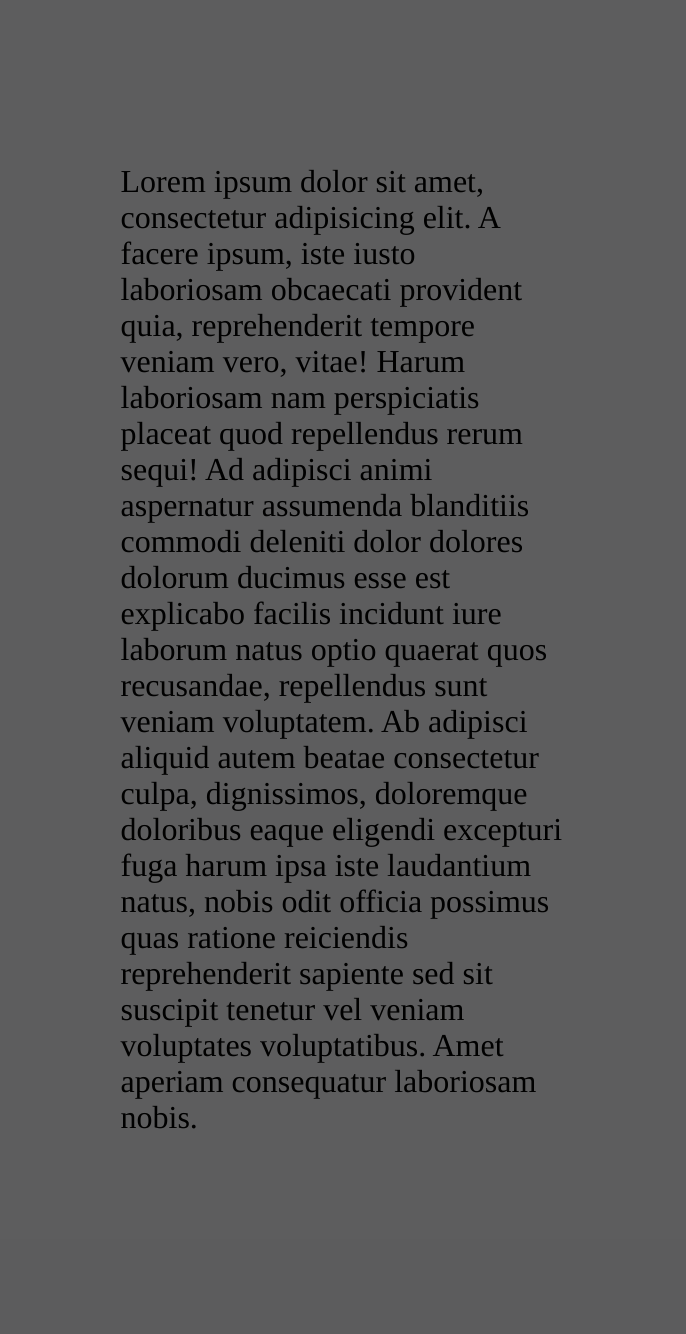 Lorem ipsum dolor sit amet,
consectetur adipisicing elit. A
facere ipsum, iste iusto
laboriosam obcaecati provident
quia, reprehenderit tempore
veniam vero, vitae! Harum
laboriosam nam perspiciatis
placeat quod repellendus rerum
sequi! Ad adipisci animi
aspernatur assumenda blanditiis
commodi deleniti dolor dolores
dolorum ducimus esse est
explicabo facilis incidunt iure
laborum natus optio quaerat quos
recusandae, repellendus sunt
veniam voluptatem. Ab adipisci
aliquid autem beatae consectetur
culpa, dignissimos, doloremque
doloribus eaque eligendi excepturi
fuga harum ipsa iste laudantium
natus, nobis odit officia possimus
quas ratione reiciendis
reprehenderit sapiente sed sit
suscipit tenetur vel veniam
voluptates voluptatibus. Amet
aperiam consequatur laboriosam
nobis.